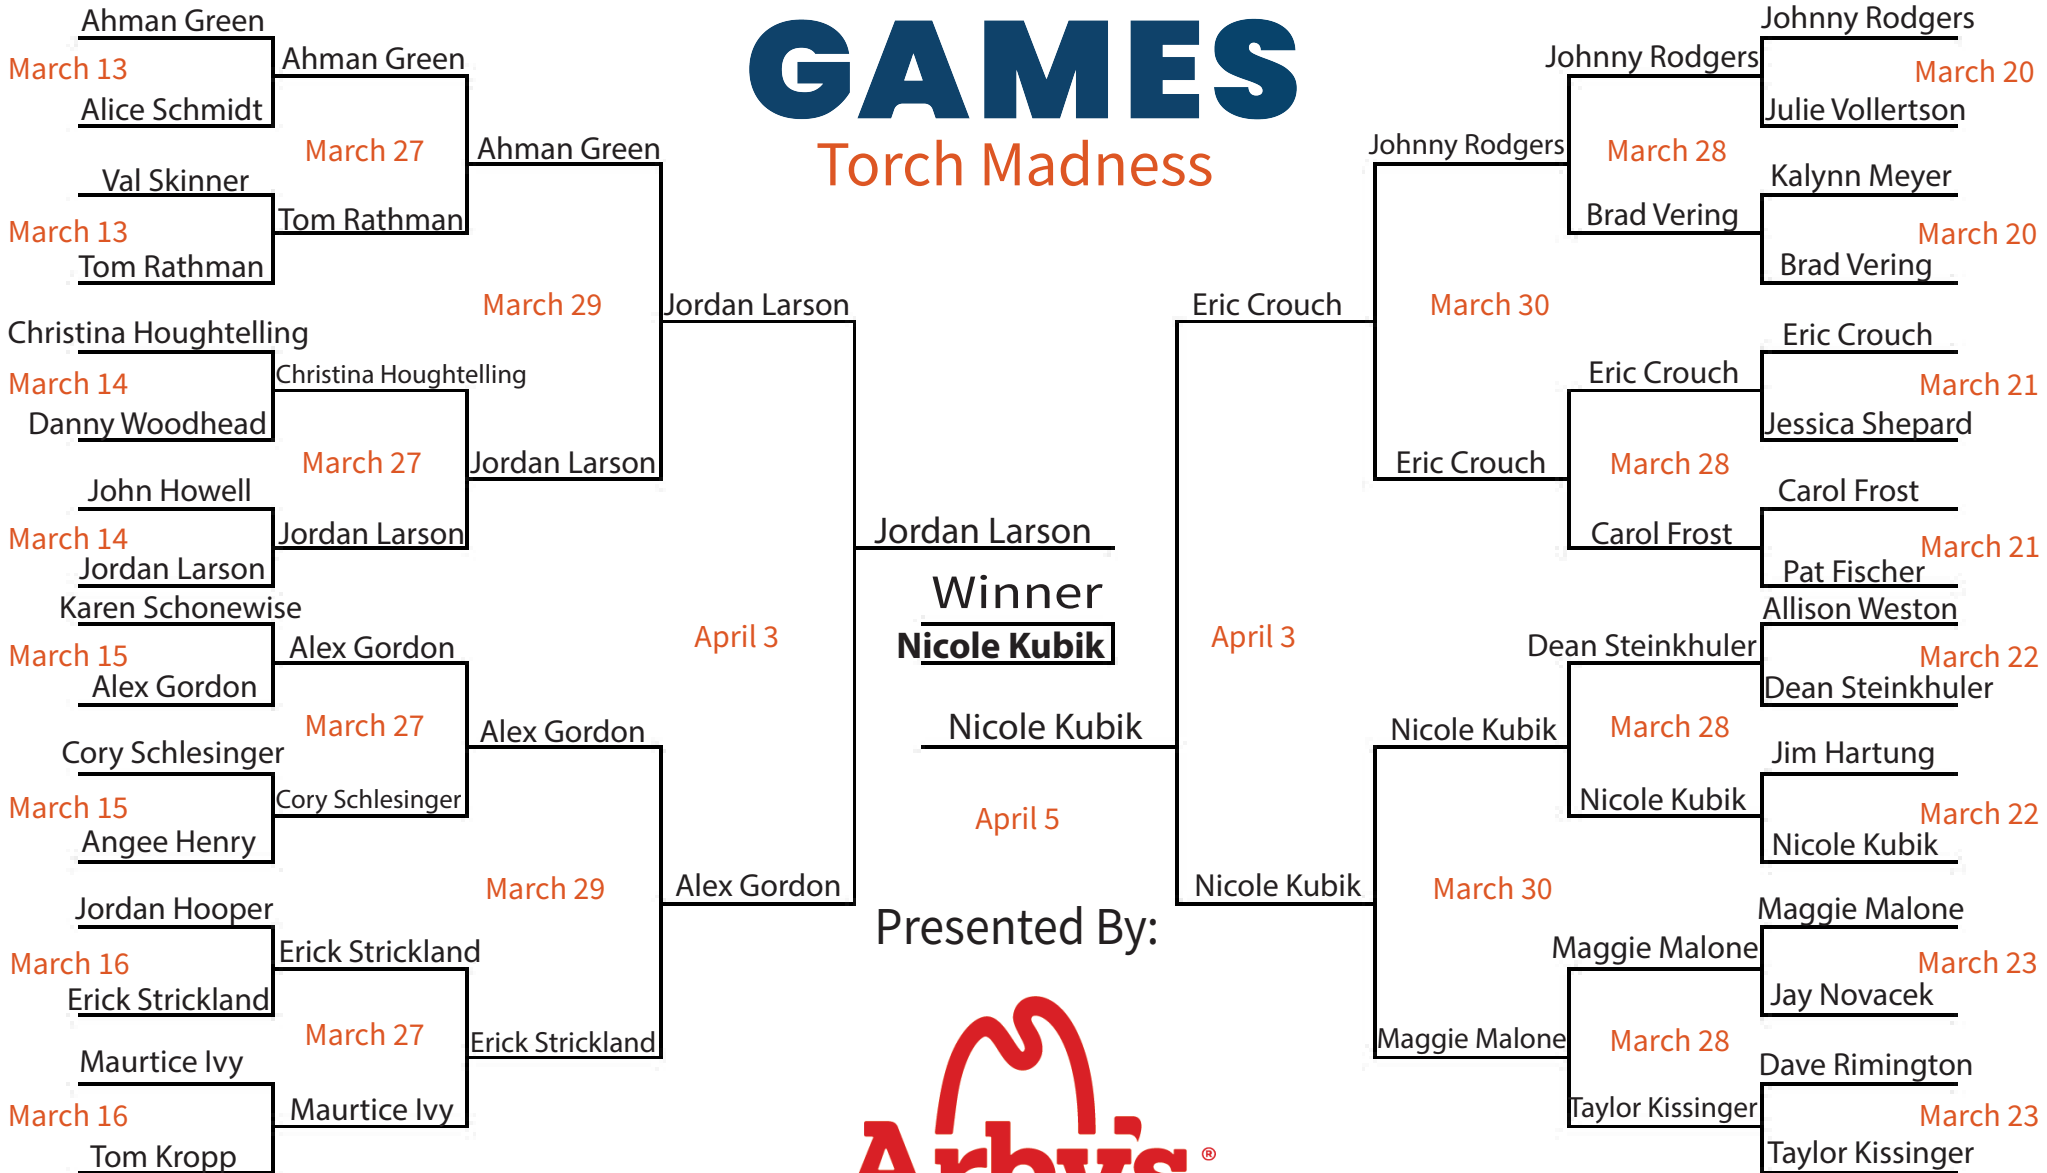 GAMES
Torch Madness
Ahman Green
March 13
Alice Schmidt
Val Skinner
March 13
Tom Rathman
Christina Houghtelling
March 14
Danny Woodhead
John Howell
March 14
Jordan Larson
Karen Schonewise
March 15
Alex Gordon
Cory Schlesinger
March 15
Angee Henry
Jordan Hooper
March 16
Erick Strickland
Maurtice Ivy
March 16
Tom Kropp
Ahman Green
March 27
Tom Rathman
Christina Houghtelling
March 27
Jordan Larson
Alex Gordon
March 27
Cory Schlesinger
Erick Strickland
March 27
Maurtice Ivy
Ahman Green
March 29
Jordan Larson
Alex Gordon
March 29
Erick Strickland
Jordan Larson
April 3
Alex Gordon
Jordan Larson
Winner
Nicole Kubik
Nicole Kubik
April 5
Presented By:
Arby's®
Eric Crouch
April 3
Nicole Kubik
Johnny Rodgers
March 30
Eric Crouch
Nicole Kubik
March 30
Maggie Malone
Johnny Rodgers
March 28
Brad Vering
Eric Crouch
March 28
Carol Frost
Dean Steinkhuler
March 28
Nicole Kubik
Maggie Malone
March 28
Taylor Kissinger
Johnny Rodgers
March 20
Julie Vollertson
Kalynn Meyer
March 20
Brad Vering
Eric Crouch
March 21
Jessica Shepard
Carol Frost
March 21
Pat Fischer
Allison Weston
March 22
Dean Steinkhuler
Jim Hartung
March 22
Nicole Kubik
Maggie Malone
March 23
Jay Novacek
Dave Rimington
March 23
Taylor Kissinger